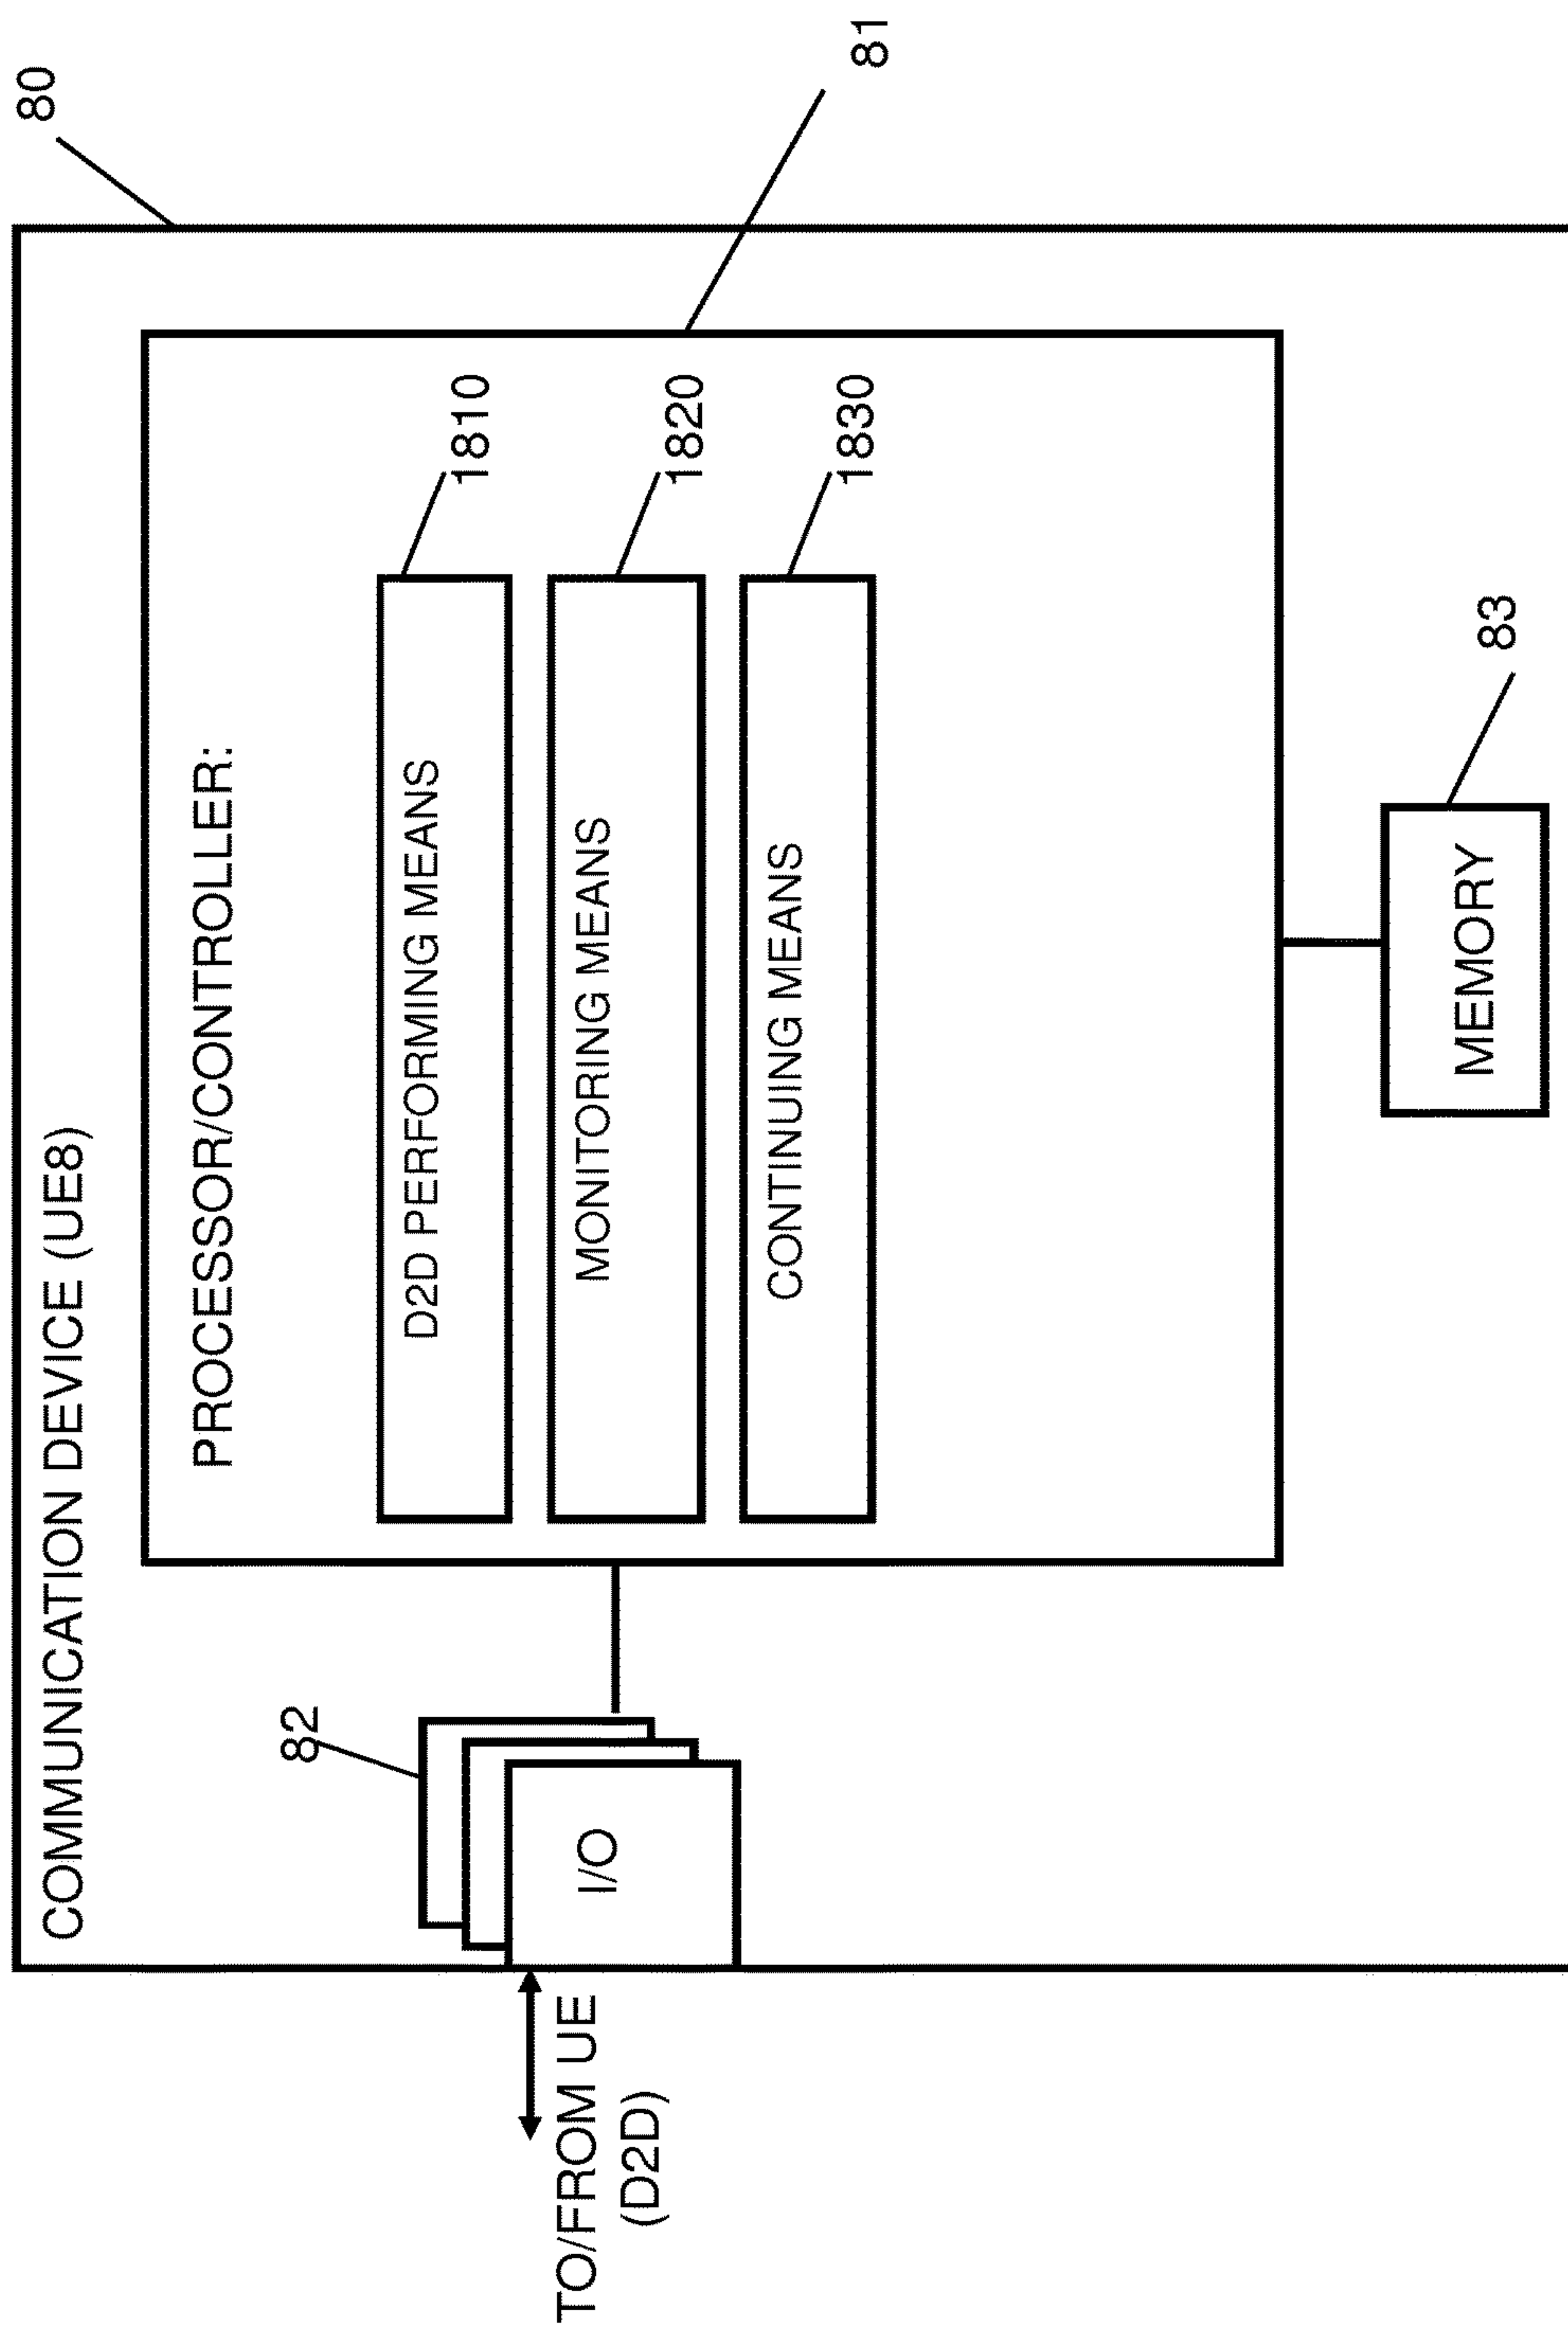 80
COMMUNICATION DEVICE (UE8)
81
PROCESSOR/CONTROLLER:
82
1810
D2D PERFORMING MEANS
1820
MONITORING MEANS
I/O
TO/FROM UE
(D2D)
1830
CONTINUING MEANS
83
MEMORY